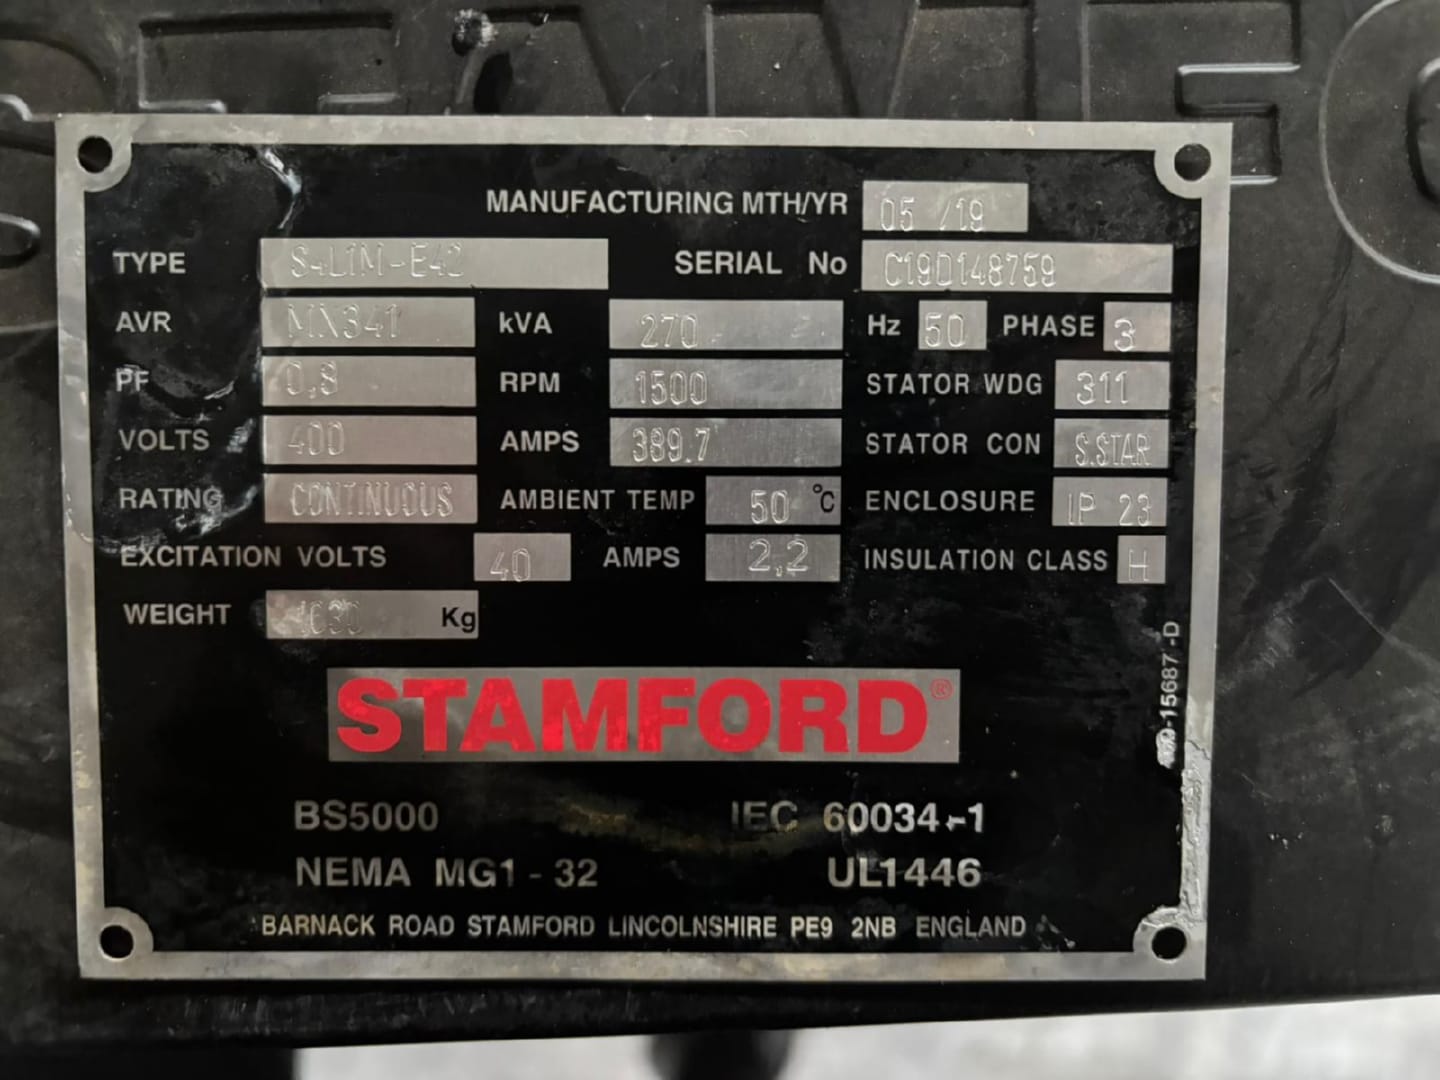 STAMFO
MANUFACTURING MTH/YR 05 /19
TYPE S4L1M-E42 SERIAL No C19D148759
AVR MX341 kVA 270 Hz 50 PHASE 3
PF 0,8 RPM 1500 STATOR WDG 311
VOLTS 400 AMPS 389.7 STATOR CON S.STAR
RATING CONTINUOUS AMBIENT TEMP 50 °C ENCLOSURE IP 23
EXCITATION VOLTS 40 AMPS 2,2 INSULATION CLASS H
WEIGHT Kg
-15687 -D
STAMFORD®
BS5000 IEC 60034-1
NEMA MG1-32 UL1446
BARNACK ROAD STAMFORD LINCOLNSHIRE PE9 2NB ENGLAND